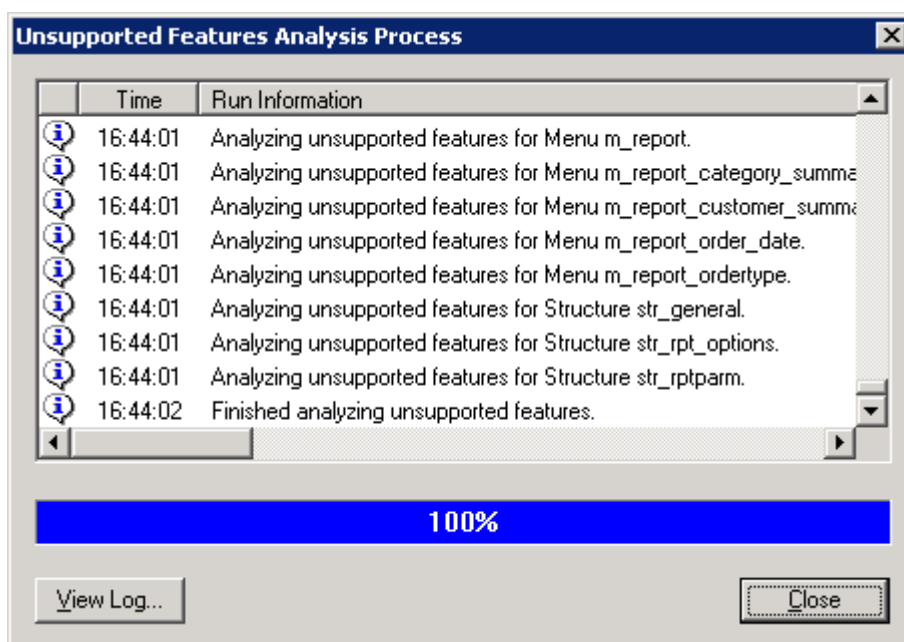 Unsupported Features Analysis Process
Time Run Information
16:44:01 Analyzing unsupported features for Menu m_report.
16:44:01 Analyzing unsupported features for Menu m_report_category_summa
16:44:01 Analyzing unsupported features for Menu m_report_customer_summa
16:44:01 Analyzing unsupported features for Menu m_report_order_date.
16:44:01 Analyzing unsupported features for Menu m_report_ordertype.
16:44:01 Analyzing unsupported features for Structure str_general.
16:44:01 Analyzing unsupported features for Structure str_rpt_options.
16:44:01 Analyzing unsupported features for Structure str_rptparm.
16:44:02 Finished analyzing unsupported features.
100%
View Log... Close